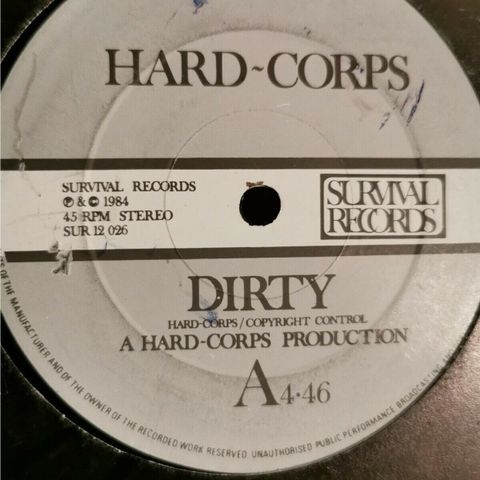 HARD~CORPS
SURVIVAL RECORDS
℗ & © 1984
45 RPM STEREO
SUR 12 026
SURVIVAL
RECORDS
DIRTY
HARD-CORPS / COPYRIGHT CONTROL
A HARD-CORPS PRODUCTION
A 4·46
OF THE MANUFACTURER AND OF THE OWNER OF THE RECORDED WORK RESERVED. UNAUTHORISED PUBLIC PERFORMANCE BROADCASTING